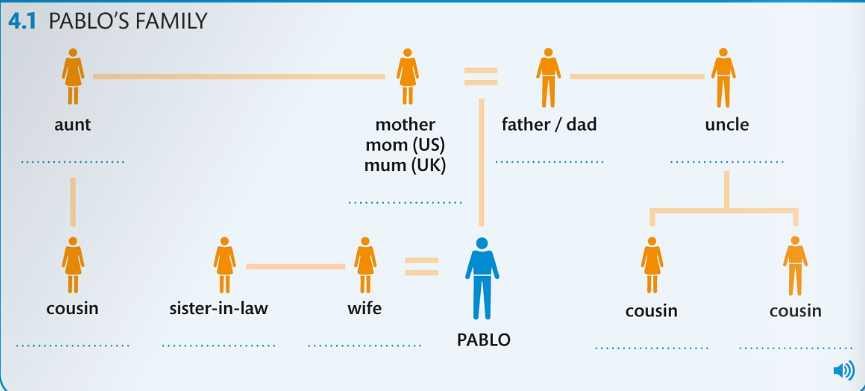 4.1 PABLO'S FAMILY
aunt
mother
mom (US)
mum (UK)
father / dad
uncle
cousin
sister-in-law
wife
PABLO
cousin
cousin